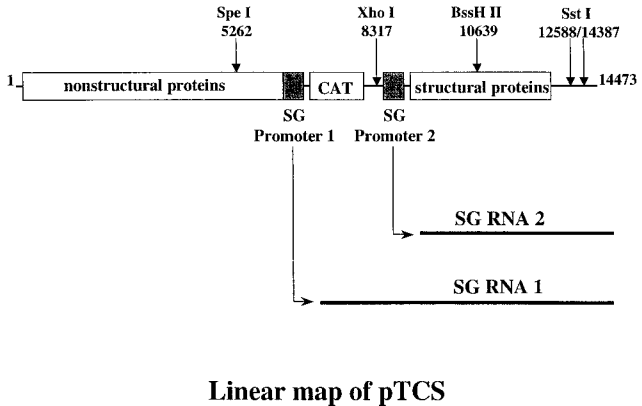 Spe I
5262
Xho I
8317
BssH II
10639
Sst I
12588/14387
1
nonstructural proteins
CAT
structural proteins
14473
SG
Promoter 1
SG
Promoter 2
SG RNA 2
SG RNA 1
Linear map of pTCS